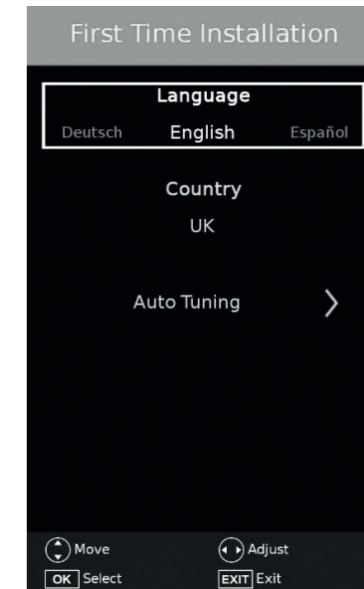 First Time Installation
Language
Deutsch English Español
Country
UK
Auto Tuning
Move Adjust
OK Select EXIT Exit